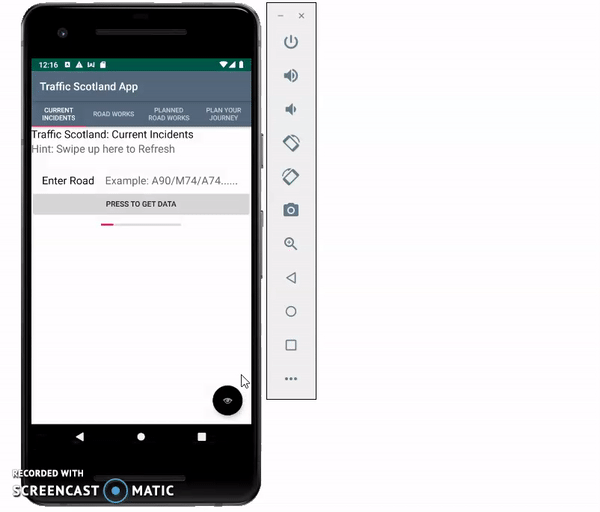 12:16
Traffic Scotland App
CURRENT INCIDENTS
ROAD WORKS
PLANNED ROAD WORKS
PLAN YOUR JOURNEY
Traffic Scotland: Current Incidents
Hint: Swipe up here to Refresh
Enter Road Example: A90/M74/A74......
PRESS TO GET DATA
RECORDED WITH
SCREENCAST MATIC